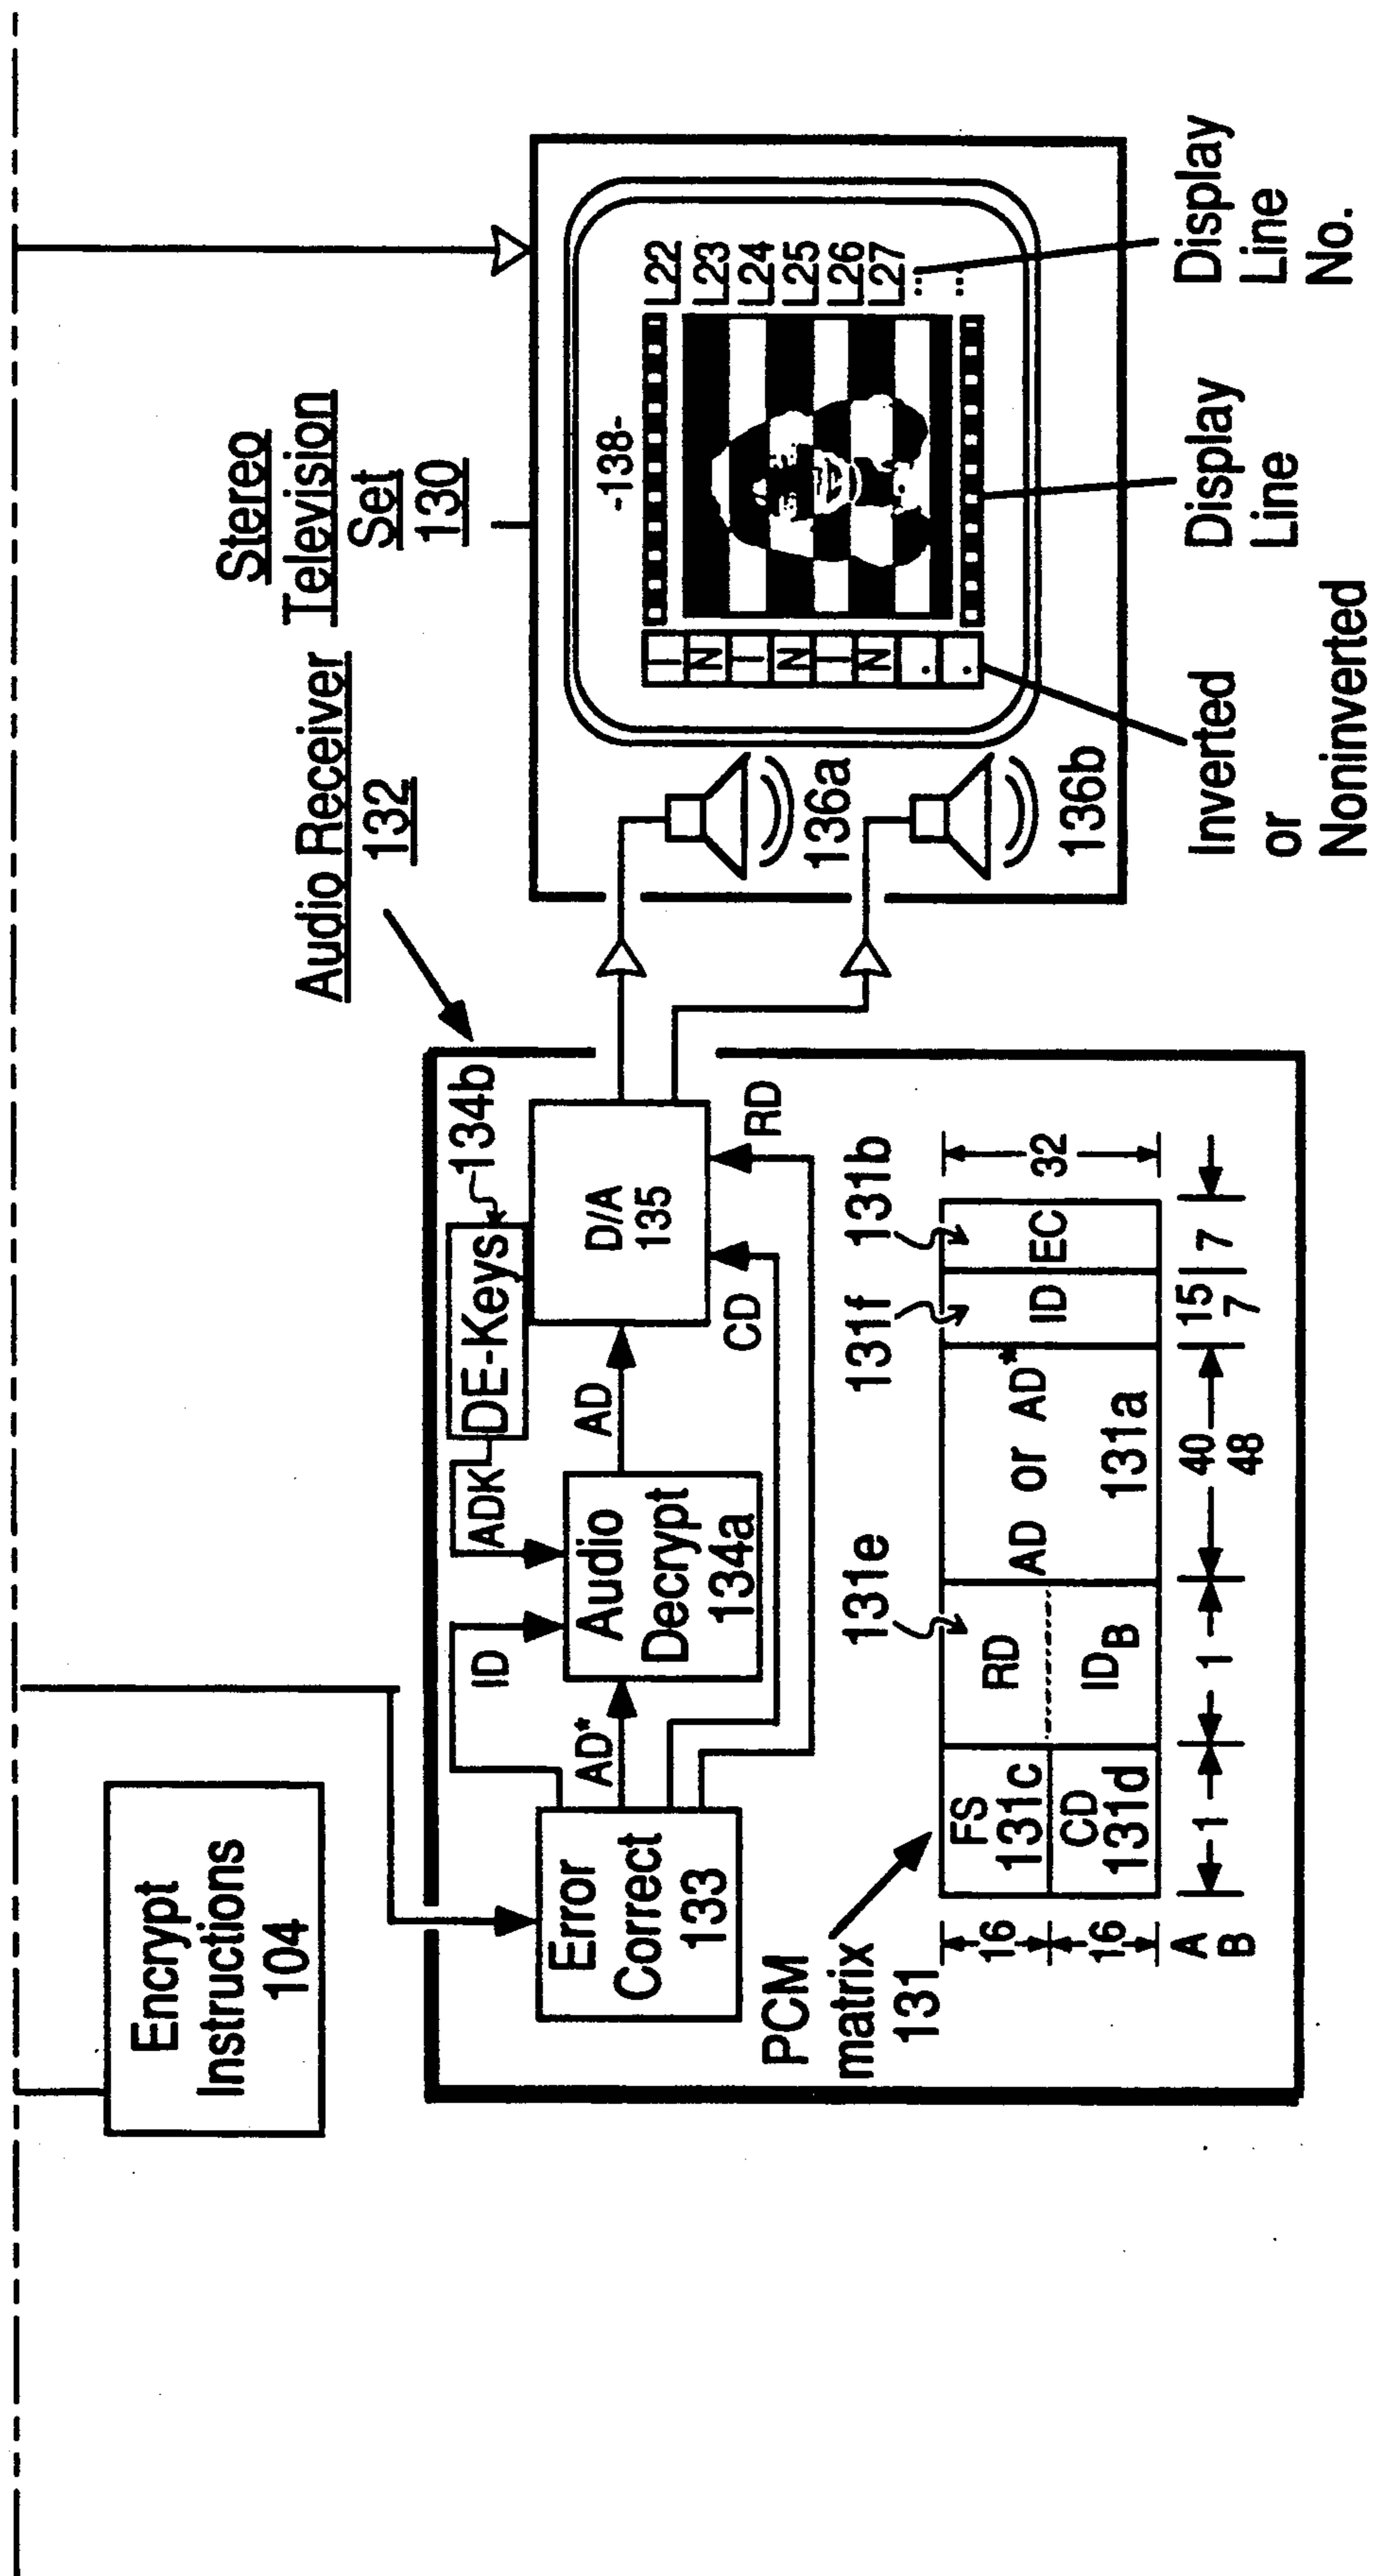 Encrypt
Instructions
104
Audio Receiver
132
Stereo
Television
Set
130
Error
Correct
133
ID
AD*
ADK
Audio
Decrypt
134a
DE-Keys
134b
AD
D/A
135
CD
RD
136a
136b
-138-
I
N
I
N
I
N
.
.
L22
L23
L24
L25
L26
L27
...
...
Inverted
or
Noninverted
Display
Line
Display
Line
No.
PCM
matrix
131
131e
131f
131b
16
16
FS
131c
CD
131d
RD
IDB
AD or AD*
131a
ID
EC
32
A 1 1 40 15 7
B 48 7